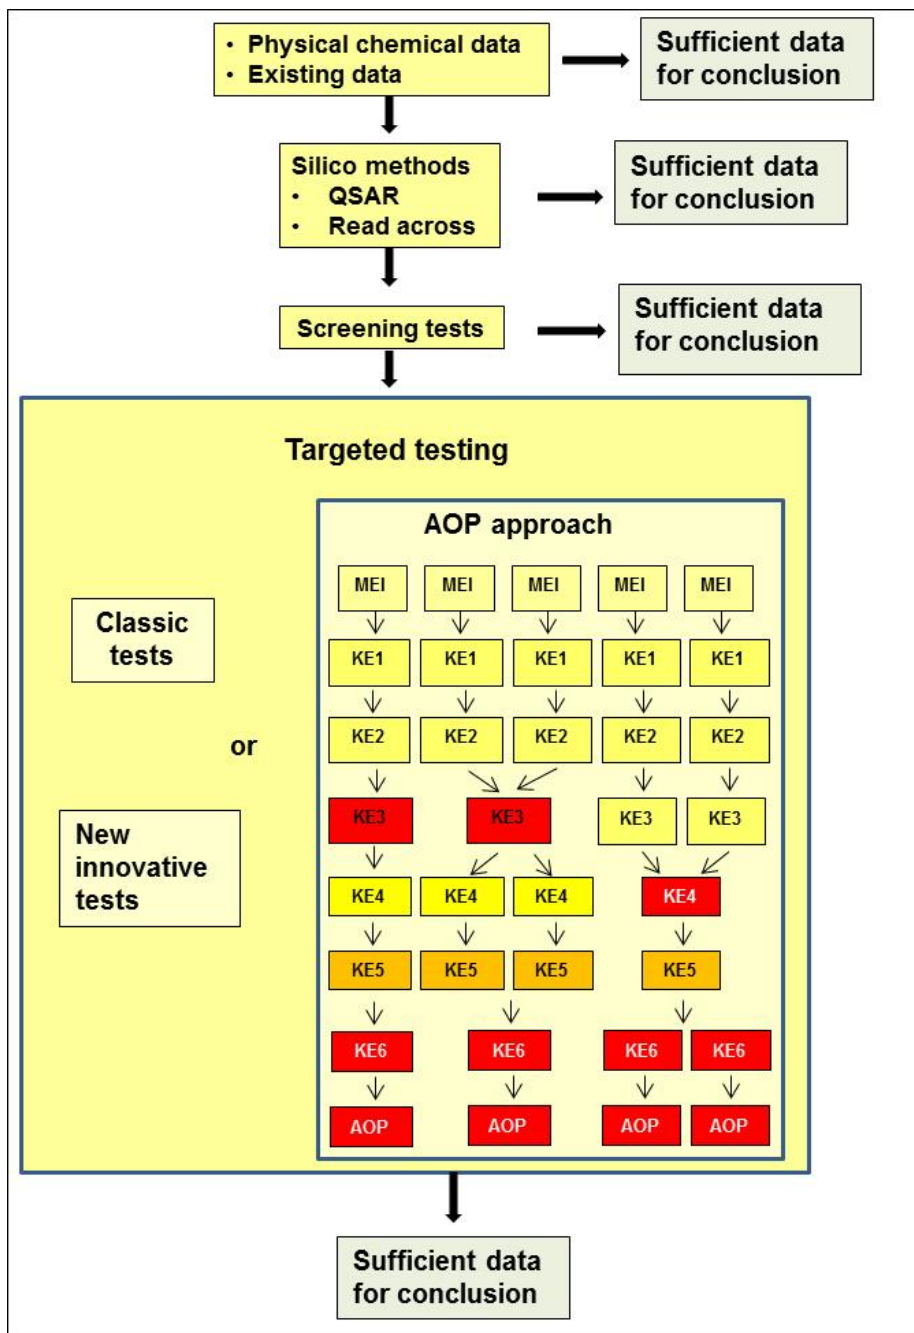 • Physical chemical data
• Existing data
Sufficient data
for conclusion
Silico methods
• QSAR
• Read across
Sufficient data
for conclusion
Screening tests
Sufficient data
for conclusion
Targeted testing
AOP approach
MEI MEI MEI MEI MEI
Classic
tests
KE1 KE1 KE1 KE1 KE1
or
KE2 KE2 KE2 KE2 KE2
New
innovative
tests
KE3 KE3 KE3 KE3
KE4 KE4 KE4 KE4
KE5 KE5 KE5 KE5
KE6 KE6 KE6 KE6
AOP AOP AOP AOP
Sufficient data
for conclusion